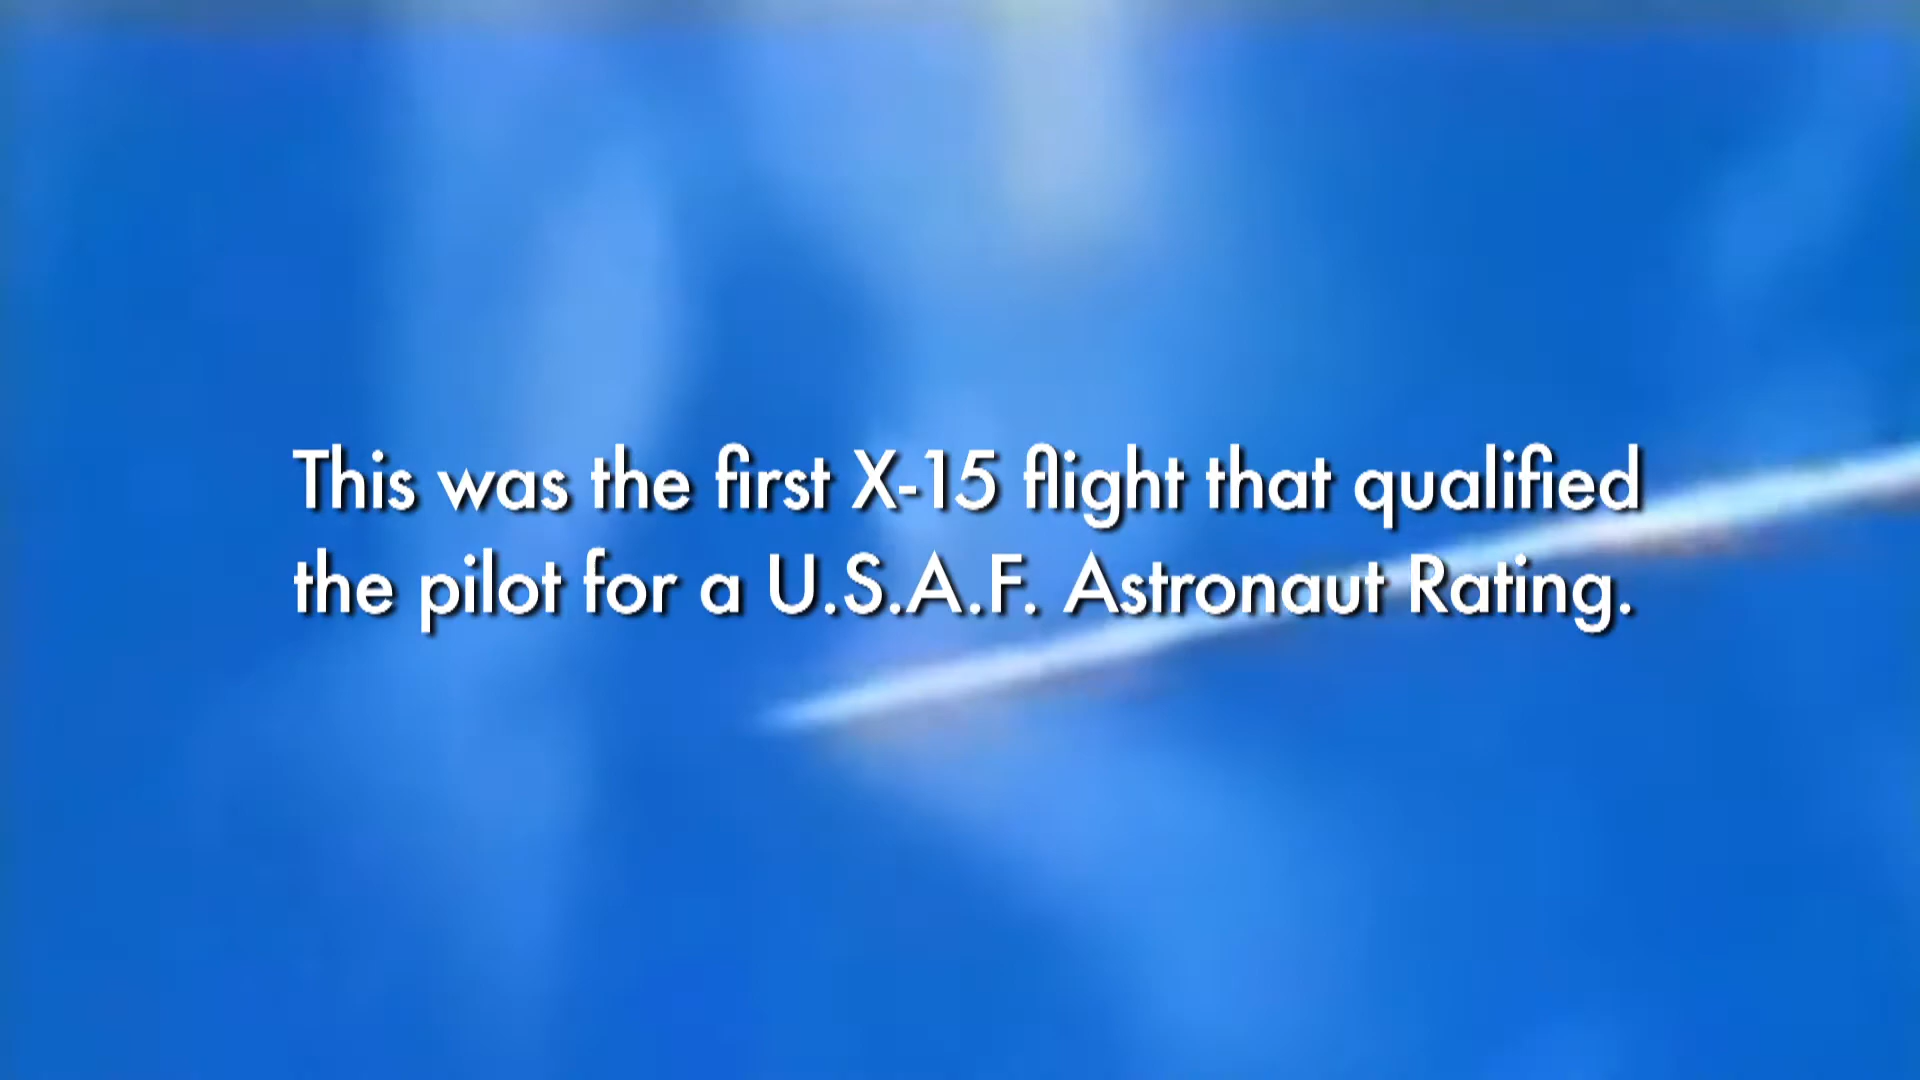 This was the first X-15 flight that qualified
the pilot for a U.S.A.F. Astronaut Rating.